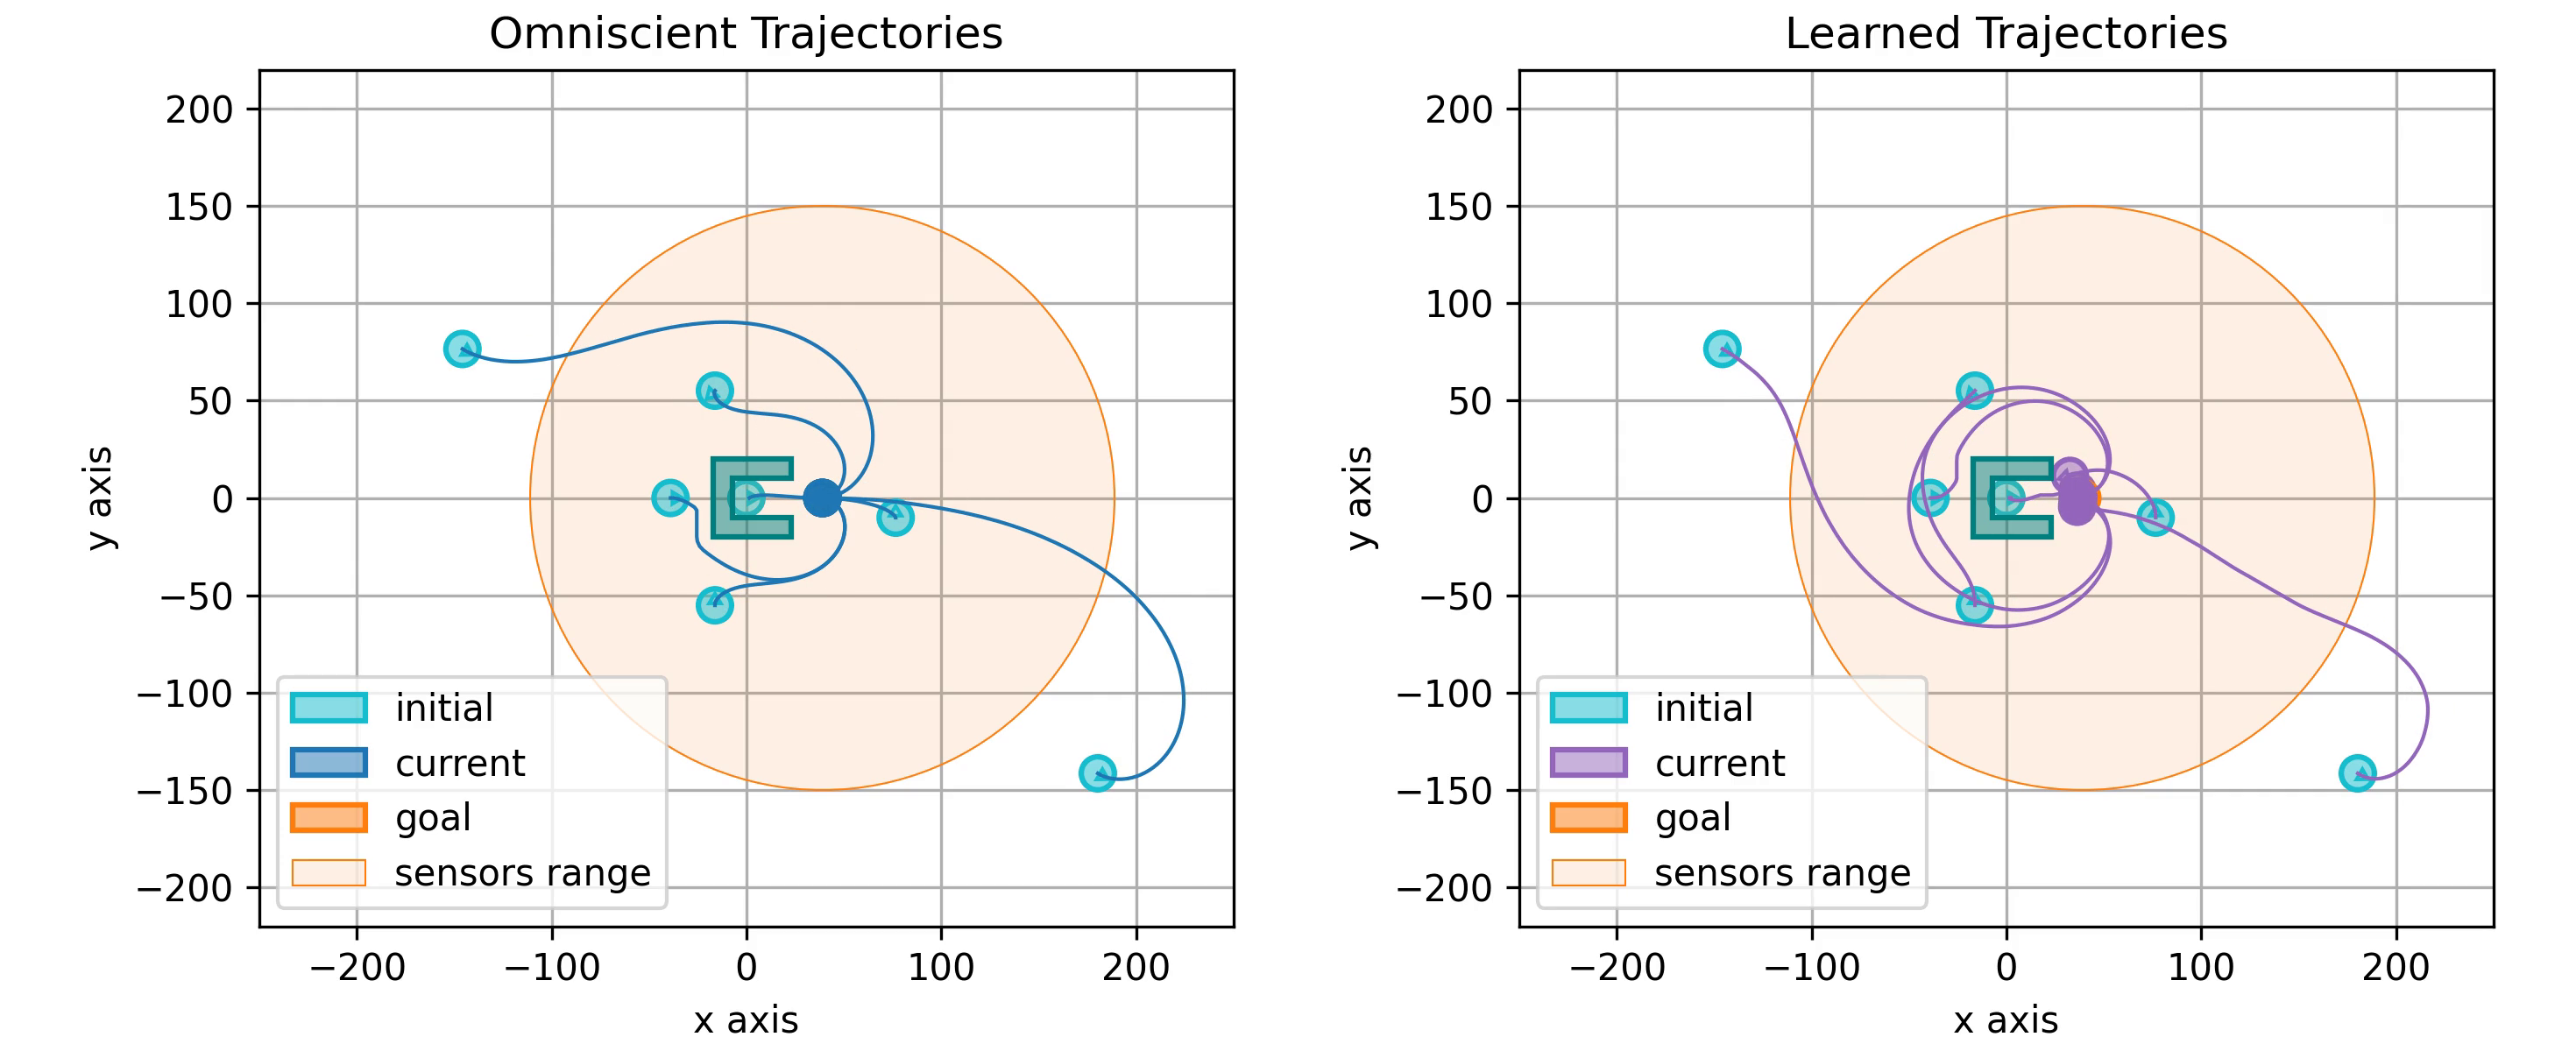 Omniscient Trajectories
200
150
100
50
0
−50
−100
−150
−200
y axis
initial
current
goal
sensors range
−200 −100 0 100 200
x axis
Learned Trajectories
200
150
100
50
0
−50
−100
−150
−200
y axis
initial
current
goal
sensors range
−200 −100 0 100 200
x axis